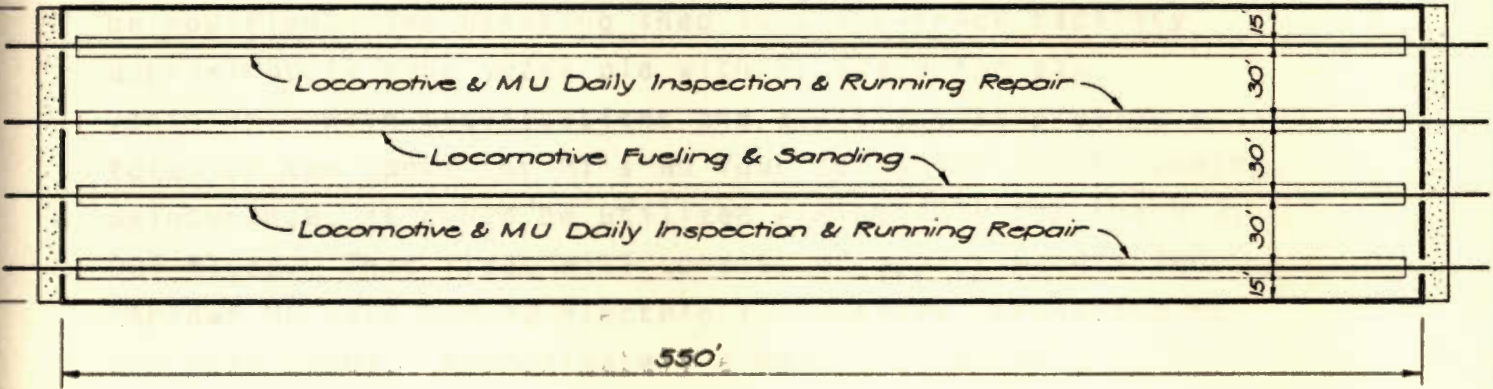 15'
30'
Locomotive & MU Daily Inspection & Running Repair
30'
Locomotive Fueling & Sanding
30'
Locomotive & MU Daily Inspection & Running Repair
15'
550'